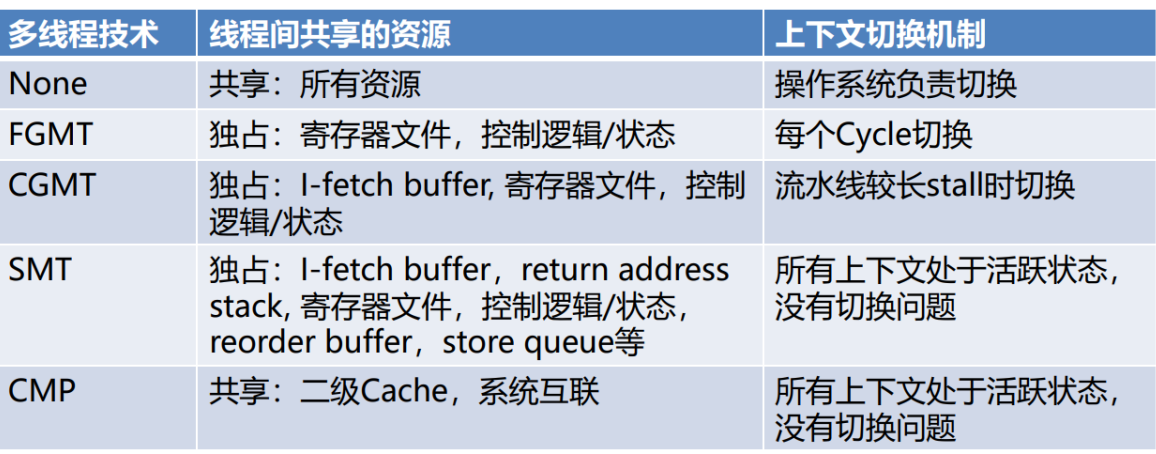 多线程技术 线程间共享的资源 上下文切换机制
None 共享：所有资源 操作系统负责切换
FGMT 独占：寄存器文件，控制逻辑/状态 每个Cycle切换
CGMT 独占：I-fetch buffer, 寄存器文件，控制 流水线较长stall时切换
逻辑/状态
SMT 独占：I-fetch buffer，return address 所有上下文处于活跃状态，
stack, 寄存器文件，控制逻辑/状态， 没有切换问题
reorder buffer，store queue等
CMP 共享：二级Cache，系统互联 所有上下文处于活跃状态，
没有切换问题